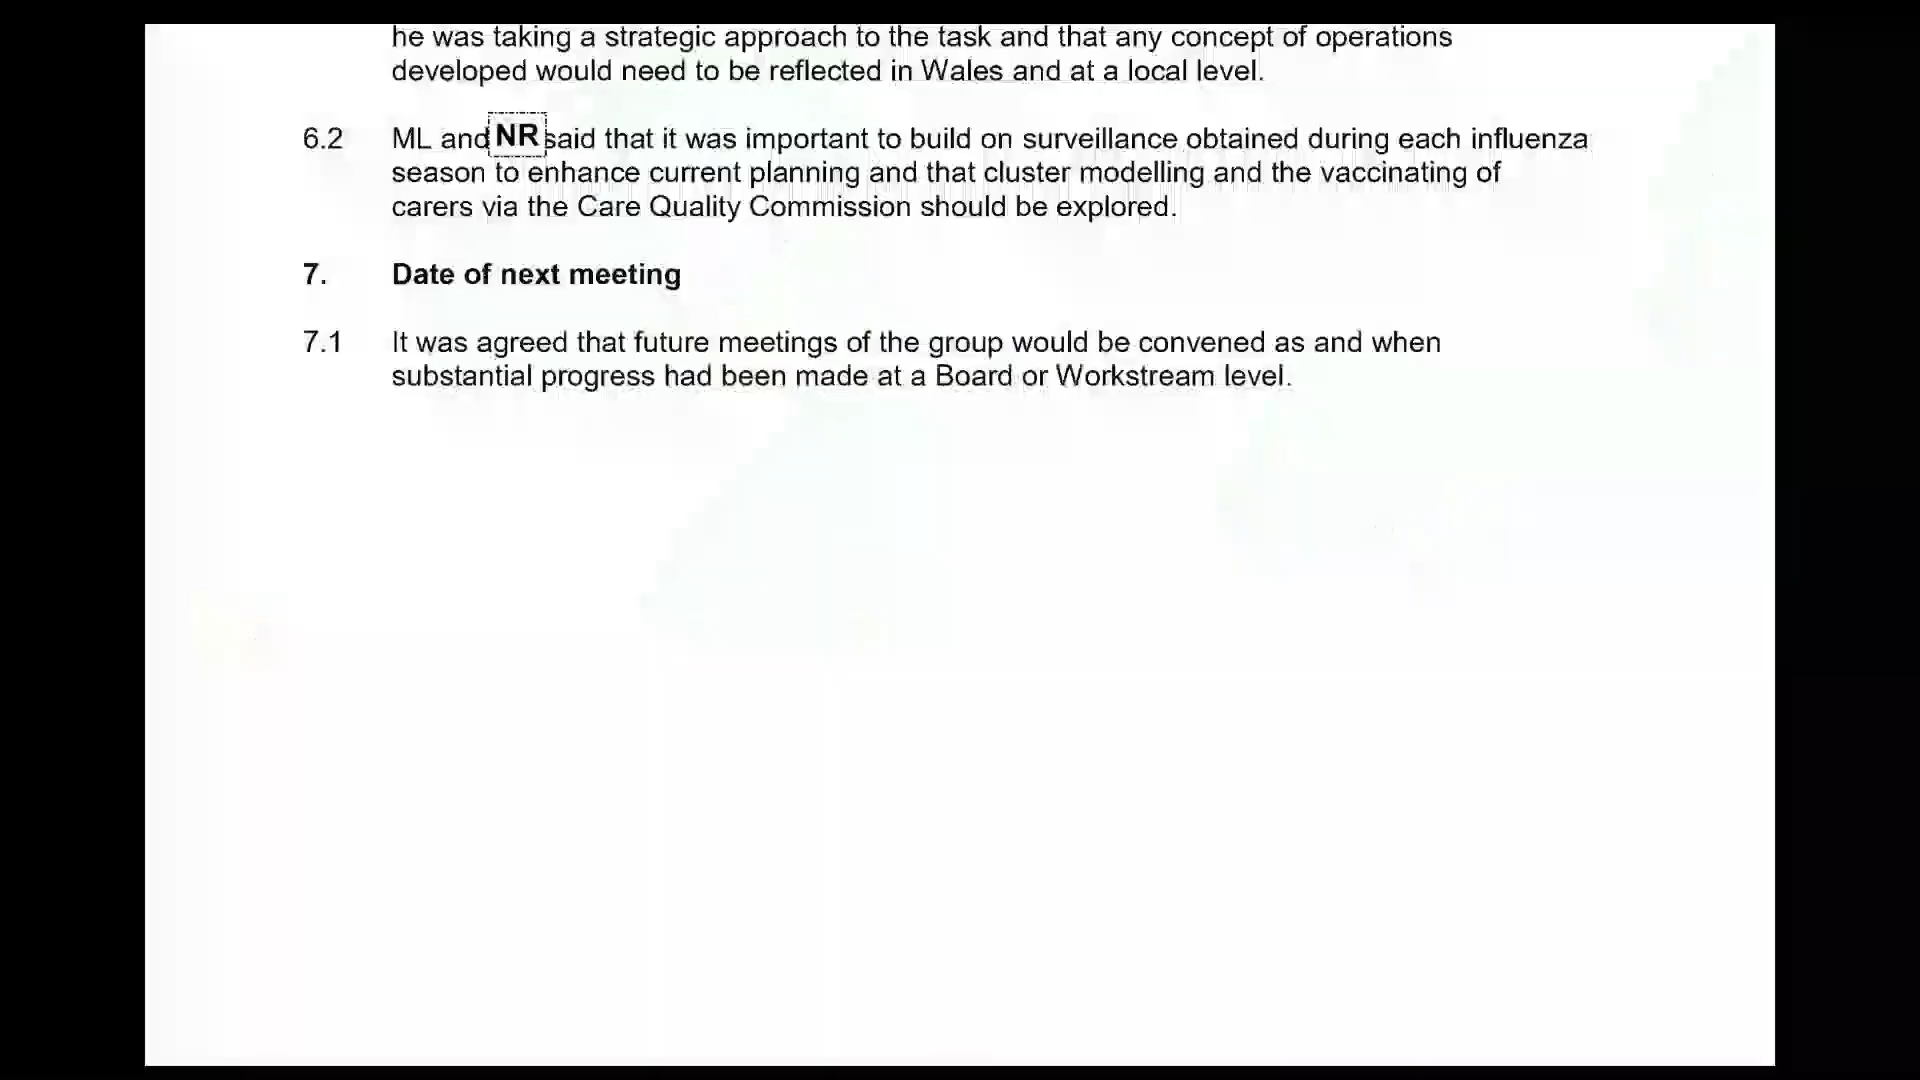 he was taking a strategic approach to the task and that any concept of operations
developed would need to be reflected in Wales and at a local level.
6.2 ML and NR said that it was important to build on surveillance obtained during each influenza
season to enhance current planning and that cluster modelling and the vaccinating of
carers via the Care Quality Commission should be explored.
7. Date of next meeting
7.1 It was agreed that future meetings of the group would be convened as and when
substantial progress had been made at a Board or Workstream level.